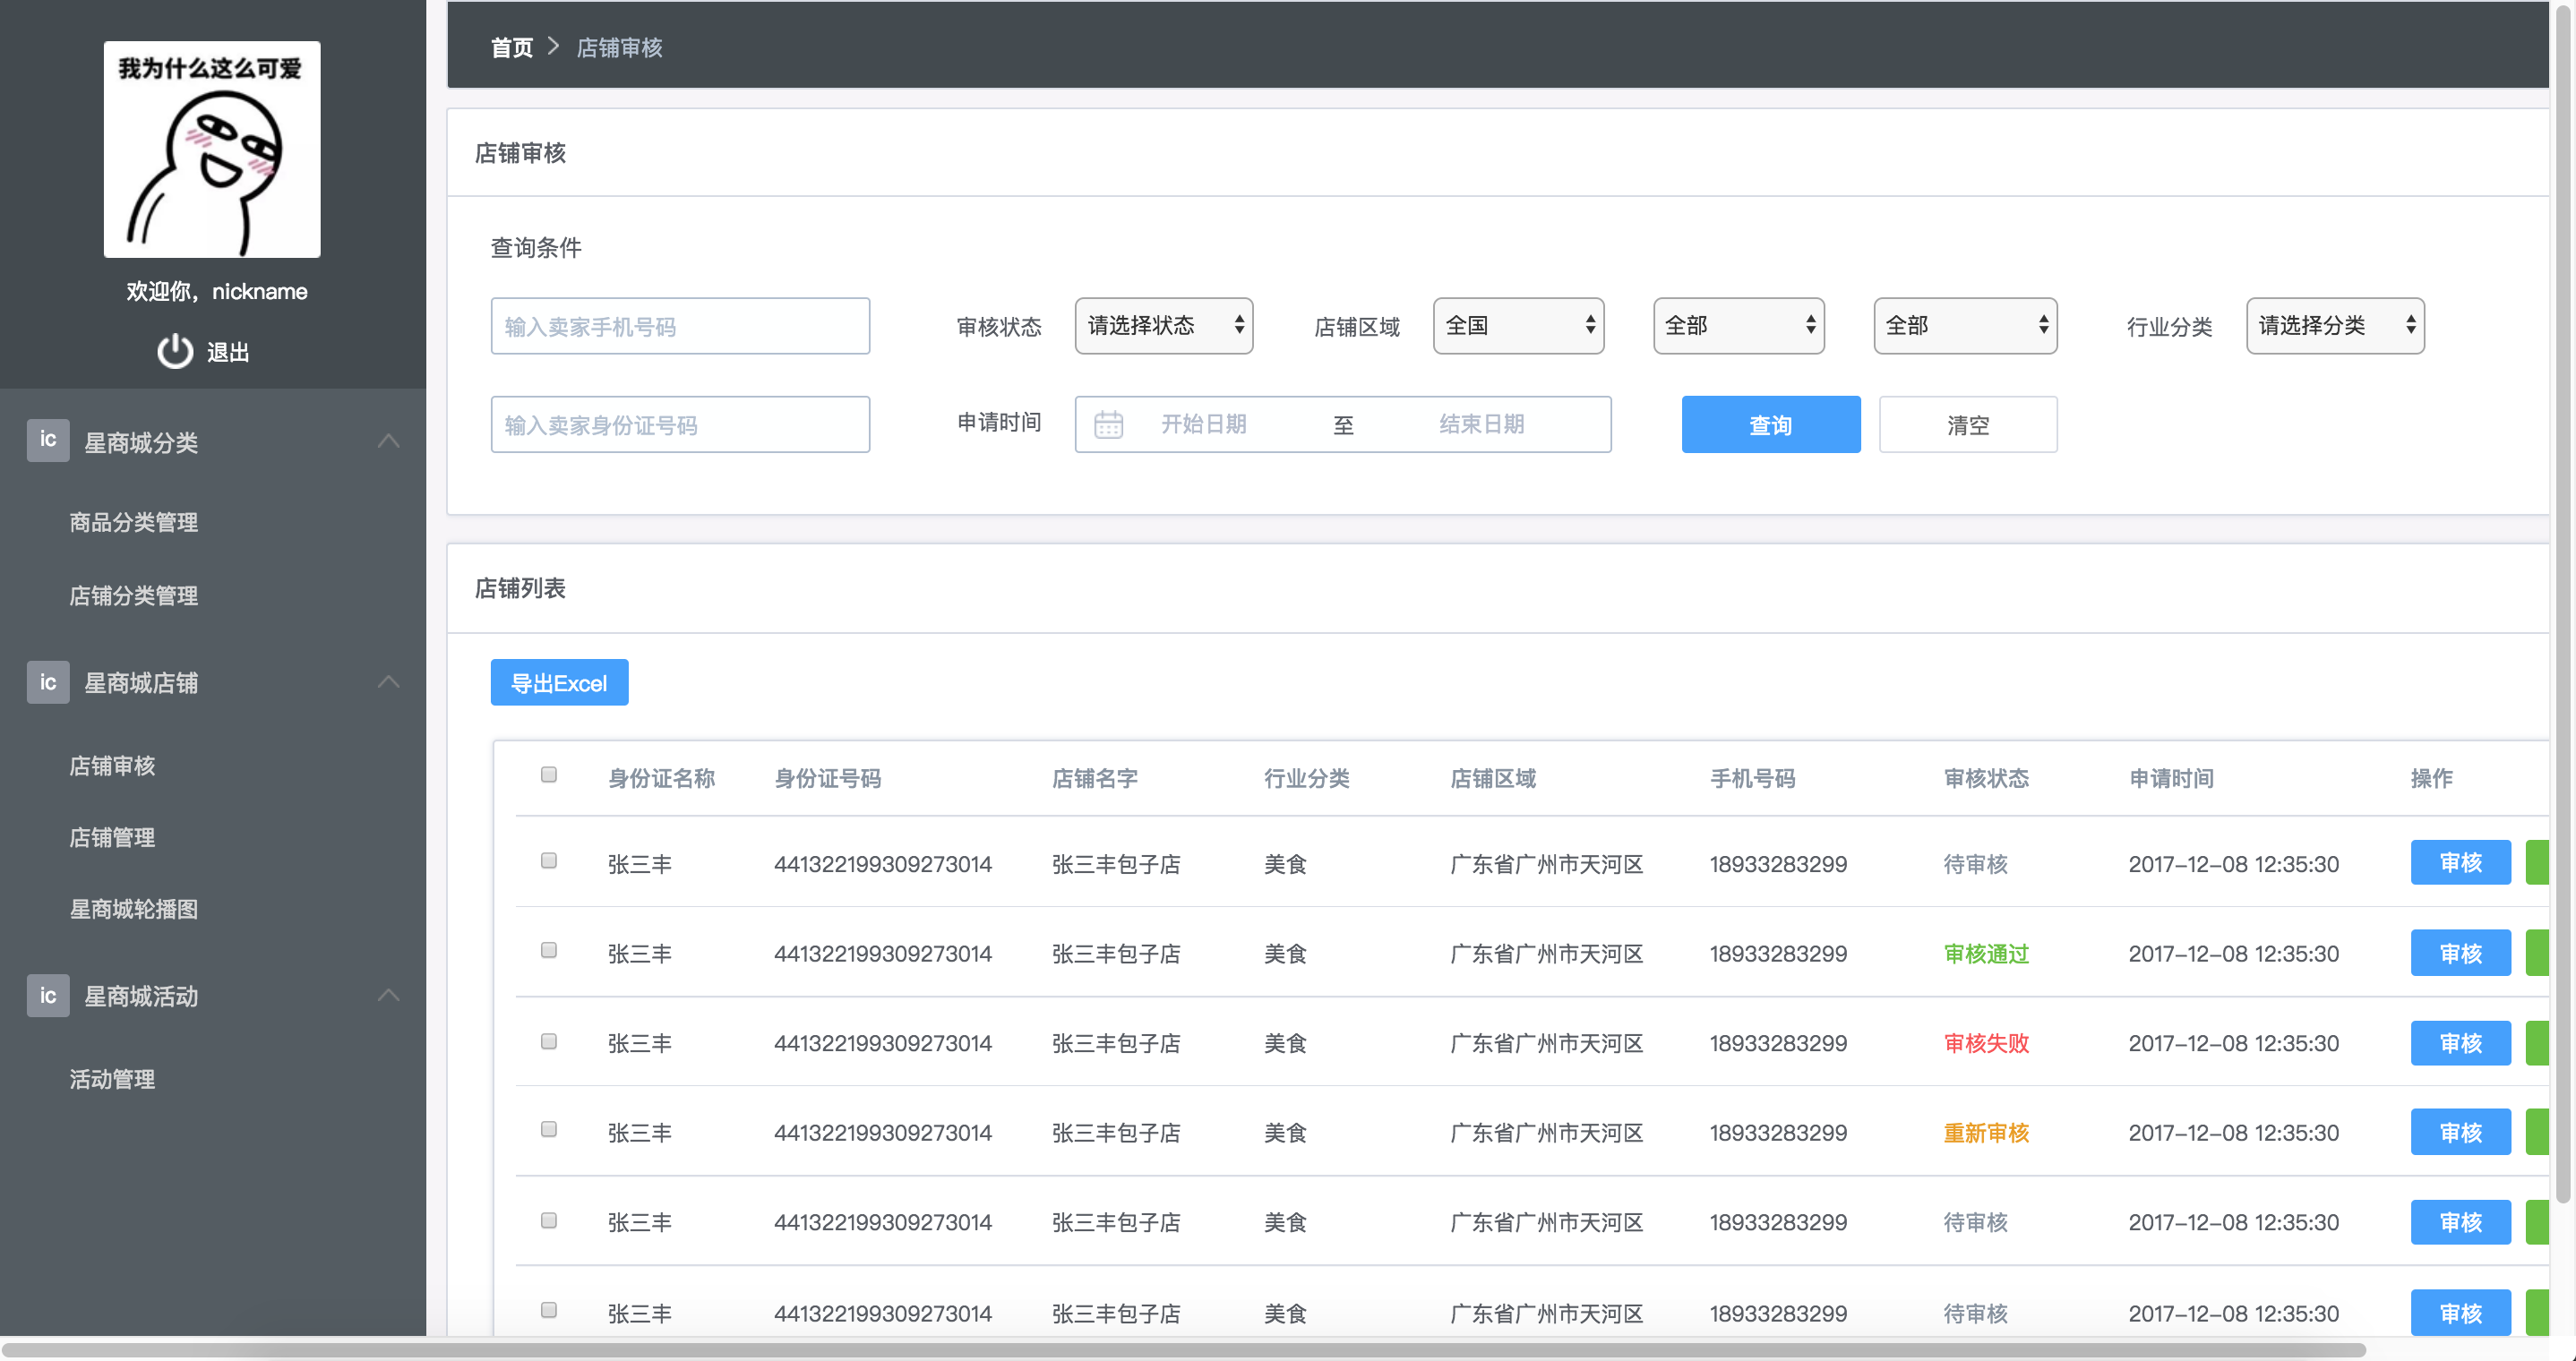 我为什么这么可爱
欢迎你，nickname
退出
ic 星商城分类
商品分类管理
店铺分类管理
ic 星商城店铺
店铺审核
店铺管理
星商城轮播图
ic 星商城活动
活动管理
首页 > 店铺审核
店铺审核
查询条件
输入卖家手机号码 审核状态 请选择状态 店铺区域 全国 全部 全部 行业分类 请选择分类
输入卖家身份证号码 申请时间 开始日期 至 结束日期 查询 清空
店铺列表
导出Excel
身份证名称 身份证号码 店铺名字 行业分类 店铺区域 手机号码 审核状态 申请时间 操作
张三丰 441322199309273014 张三丰包子店 美食 广东省广州市天河区 18933283299 待审核 2017-12-08 12:35:30 审核
张三丰 441322199309273014 张三丰包子店 美食 广东省广州市天河区 18933283299 审核通过 2017-12-08 12:35:30 审核
张三丰 441322199309273014 张三丰包子店 美食 广东省广州市天河区 18933283299 审核失败 2017-12-08 12:35:30 审核
张三丰 441322199309273014 张三丰包子店 美食 广东省广州市天河区 18933283299 重新审核 2017-12-08 12:35:30 审核
张三丰 441322199309273014 张三丰包子店 美食 广东省广州市天河区 18933283299 待审核 2017-12-08 12:35:30 审核
张三丰 441322199309273014 张三丰包子店 美食 广东省广州市天河区 18933283299 待审核 2017-12-08 12:35:30 审核